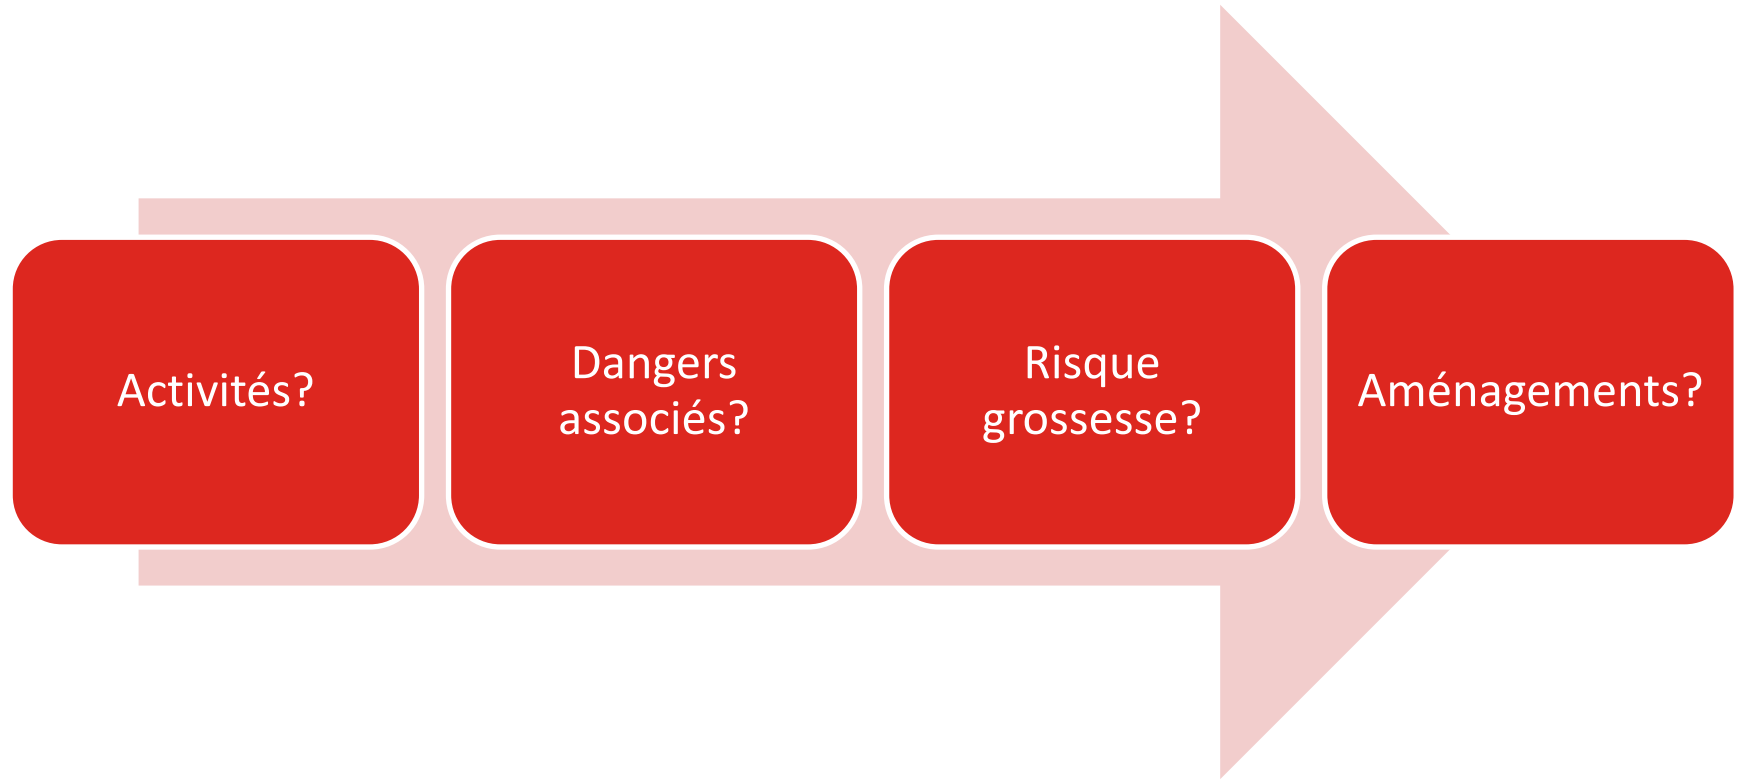 Activités?
Dangers
associés?
Risque
grossesse?
Aménagements?